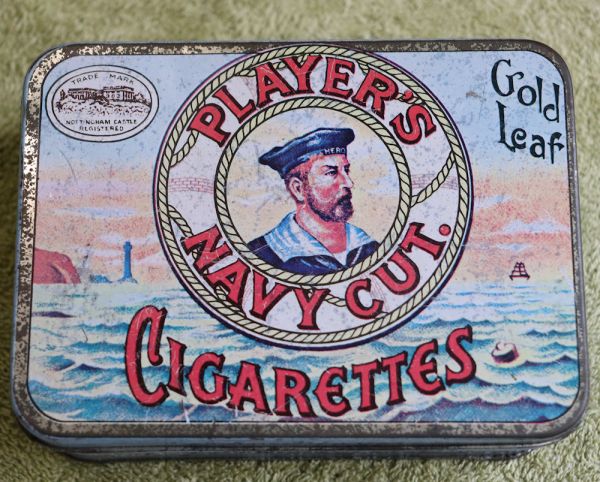 TRADE MARK
NOTTINGHAM CASTLE
REGISTERED
PLAYER'S
HERO
NAVY CUT.
CIGARETTES
Gold
Leaf